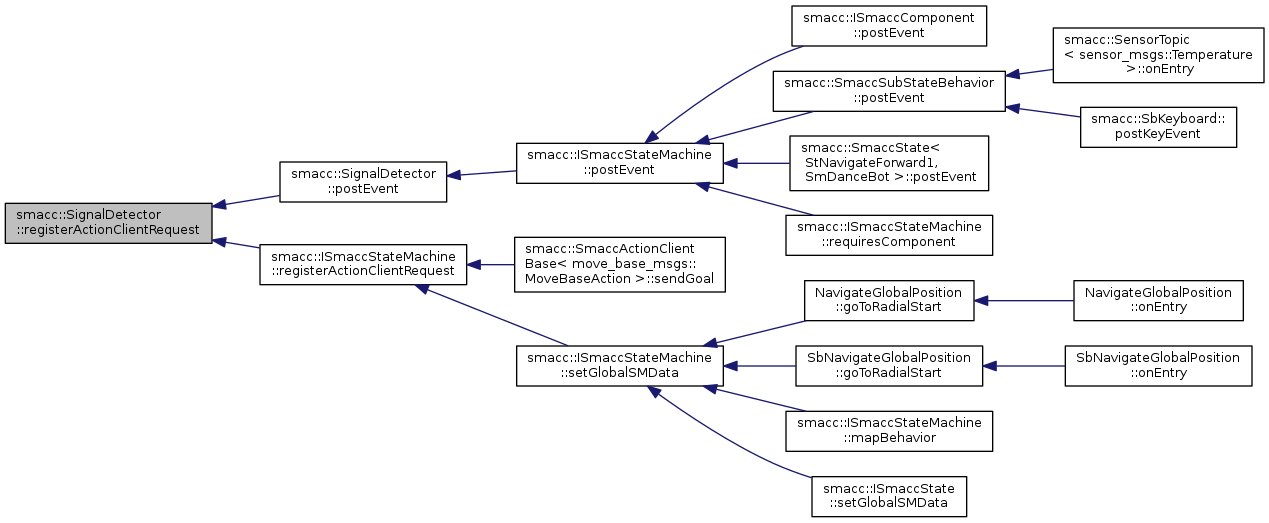 smacc::ISmaccComponent
::postEvent
smacc::SensorTopic
< sensor_msgs::Temperature
>::onEntry
smacc::SmaccSubStateBehavior
::postEvent
smacc::SbKeyboard::
postKeyEvent
smacc::ISmaccStateMachine
::postEvent
smacc::SmaccState<
StNavigateForward1,
SmDanceBot >::postEvent
smacc::SignalDetector
::postEvent
smacc::SignalDetector
::registerActionClientRequest
smacc::ISmaccStateMachine
::requiresComponent
smacc::ISmaccStateMachine
::registerActionClientRequest
smacc::SmaccActionClient
Base< move_base_msgs::
MoveBaseAction >::sendGoal
NavigateGlobalPosition
::goToRadialStart
NavigateGlobalPosition
::onEntry
smacc::ISmaccStateMachine
::setGlobalSMData
SbNavigateGlobalPosition
::goToRadialStart
SbNavigateGlobalPosition
::onEntry
smacc::ISmaccStateMachine
::mapBehavior
smacc::ISmaccState
::setGlobalSMData